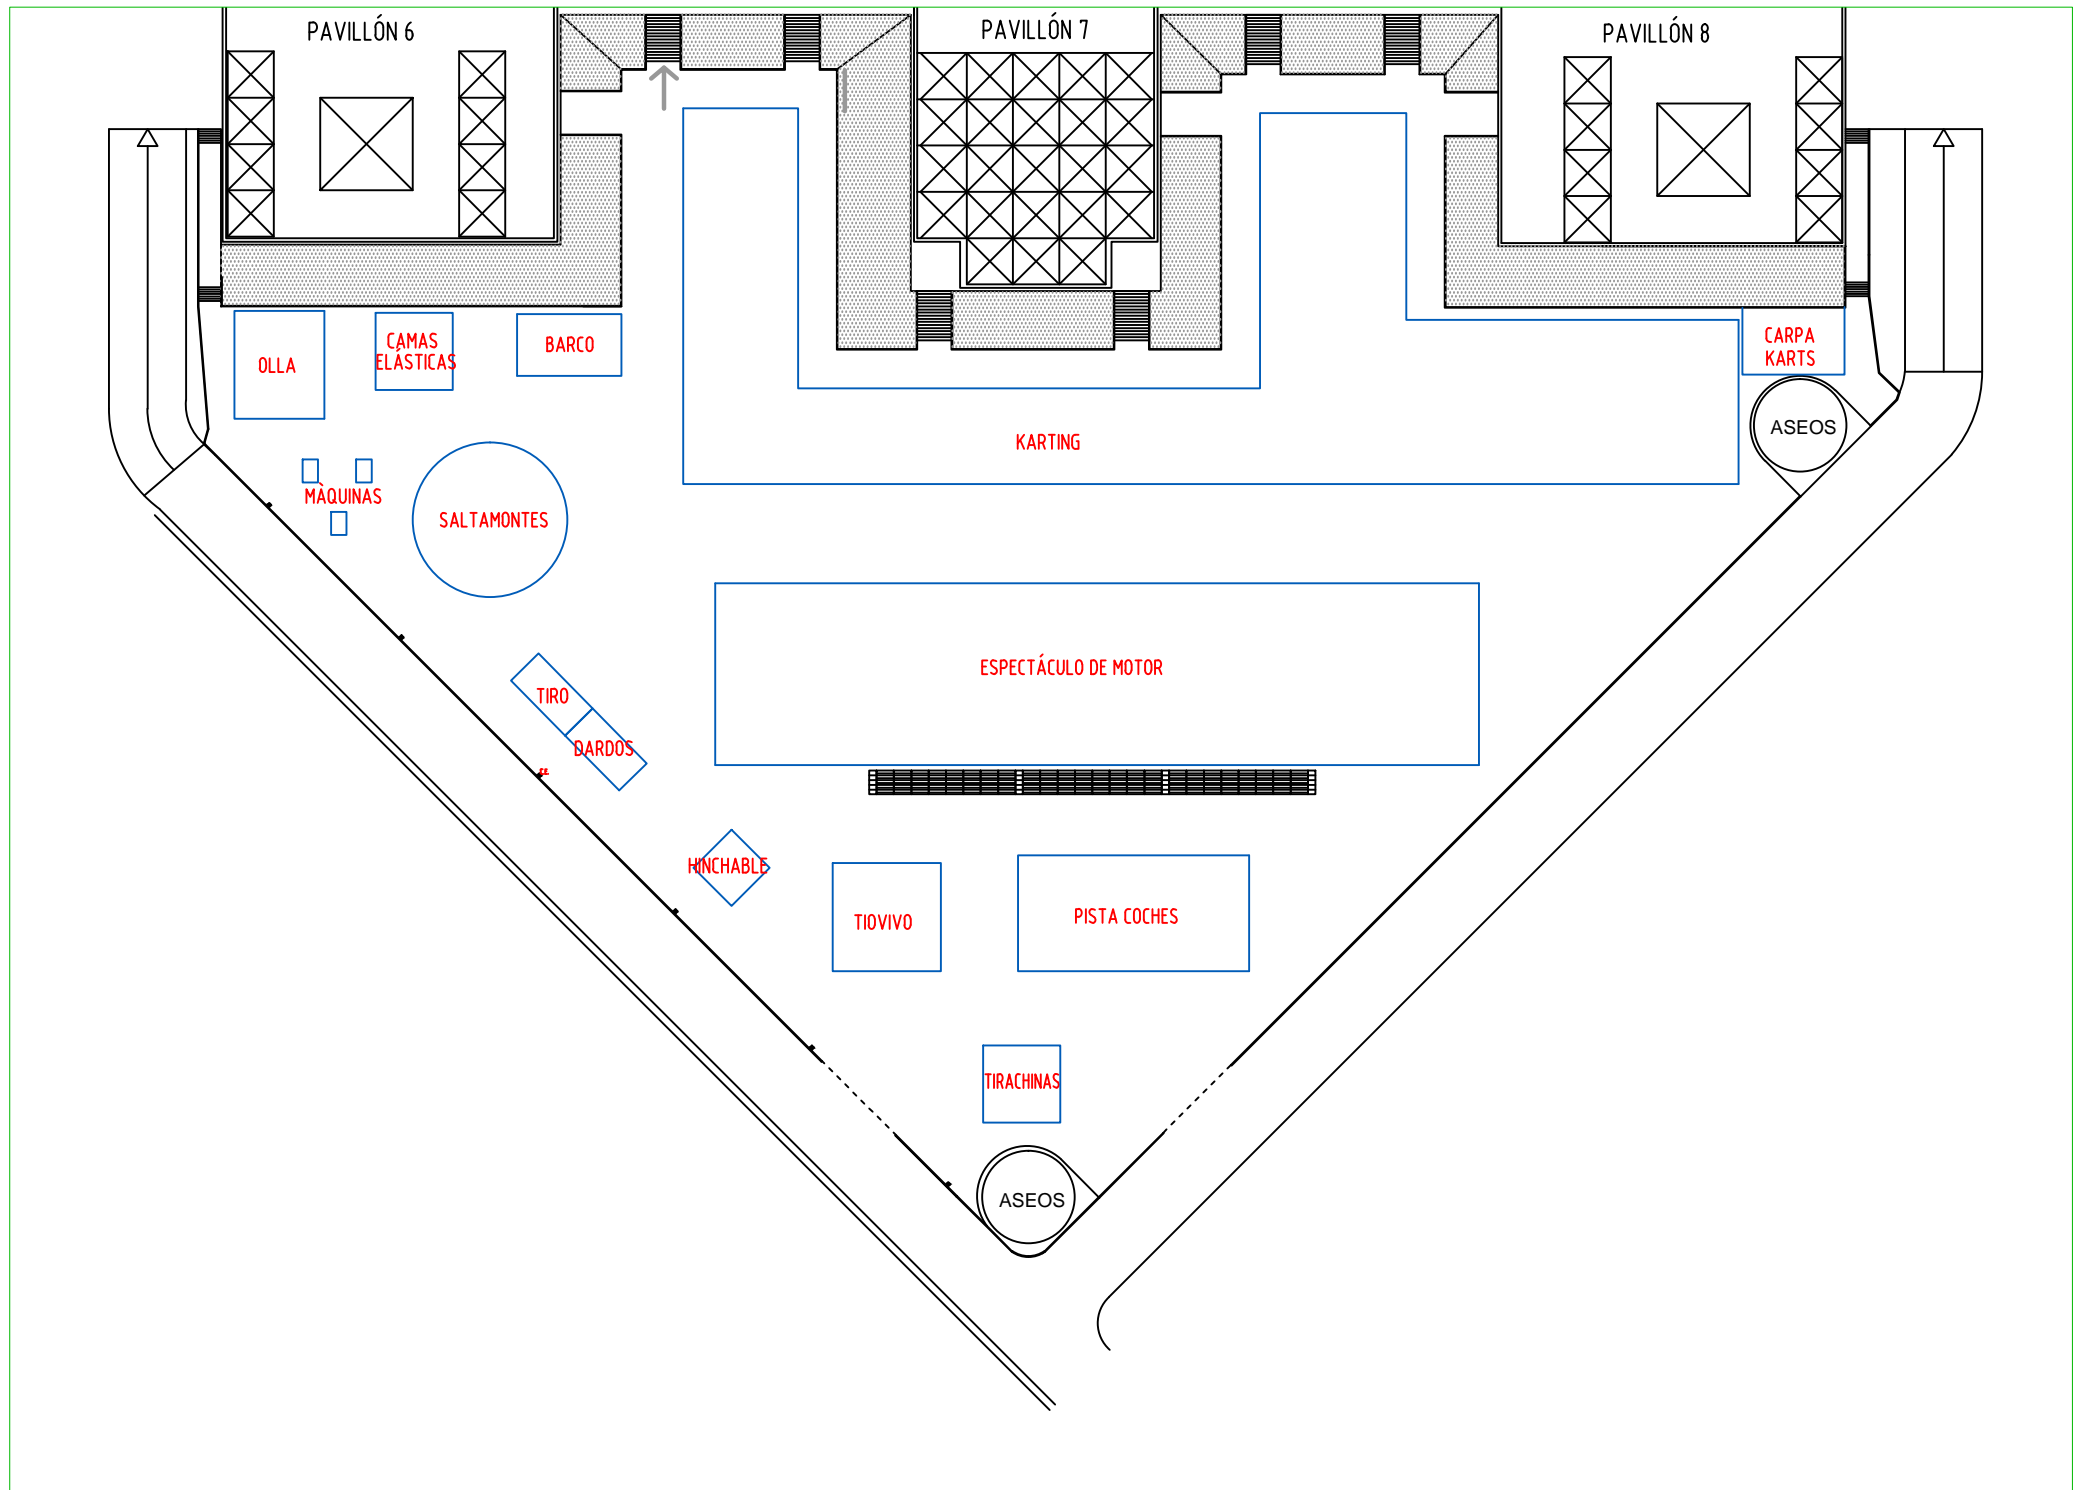 PAVILLÓN 6
PAVILLÓN 7
PAVILLÓN 8
OLLA
CAMAS
ELÁSTICAS
BARCO
CARPA
KARTS
ASEOS
KARTING
MÀQUINAS
SALTAMONTES
ESPECTÁCULO DE MOTOR
TIRO
DARDOS
HINCHABLE
TIOVIVO
PISTA COCHES
TIRACHINAS
ASEOS